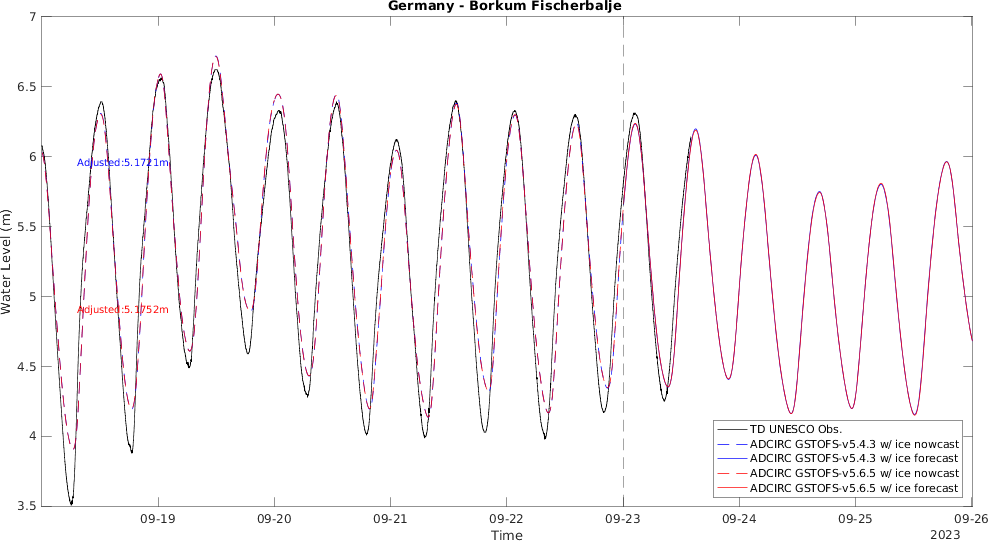 Germany - Borkum Fischerbalje
7
6.5
6
5.5
5
4.5
4
3.5
Water Level (m)
Adjusted:5.1721m
Adjusted:5.1752m
TD UNESCO Obs.
ADCIRC GSTOFS-v5.4.3 w/ ice nowcast
ADCIRC GSTOFS-v5.4.3 w/ ice forecast
ADCIRC GSTOFS-v5.6.5 w/ ice nowcast
ADCIRC GSTOFS-v5.6.5 w/ ice forecast
09-19
09-20
09-21
09-22
09-23
09-24
09-25
09-26
Time
2023